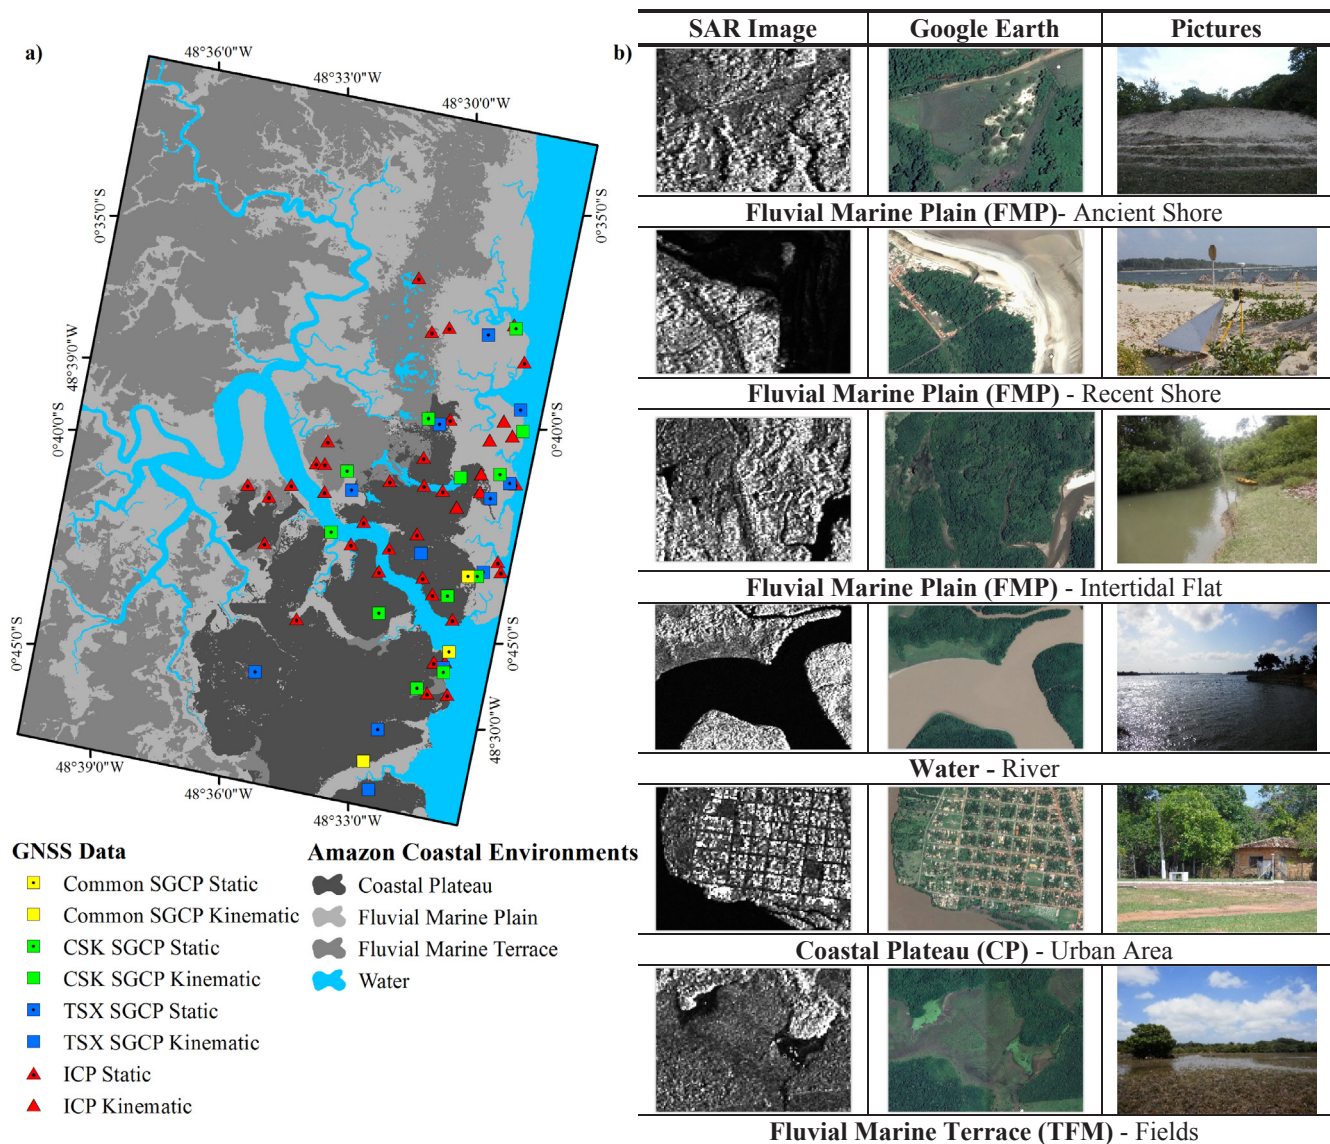 a)
48°36'0"W
48°33'0"W
48°30'0"W
0°35'0"S
0°35'0"S
48°39'0"W
0°40'0"S
0°40'0"S
0°45'0"S
0°45'0"S
48°30'0"W
48°39'0"W
48°36'0"W
48°33'0"W
GNSS Data
Common SGCP Static
Common SGCP Kinematic
CSK SGCP Static
CSK SGCP Kinematic
TSX SGCP Static
TSX SGCP Kinematic
ICP Static
ICP Kinematic
Amazon Coastal Environments
Coastal Plateau
Fluvial Marine Plain
Fluvial Marine Terrace
Water
b)
SAR Image Google Earth Pictures
Fluvial Marine Plain (FMP)- Ancient Shore
Fluvial Marine Plain (FMP) - Recent Shore
Fluvial Marine Plain (FMP) - Intertidal Flat
Water - River
Coastal Plateau (CP) - Urban Area
Fluvial Marine Terrace (TFM) - Fields